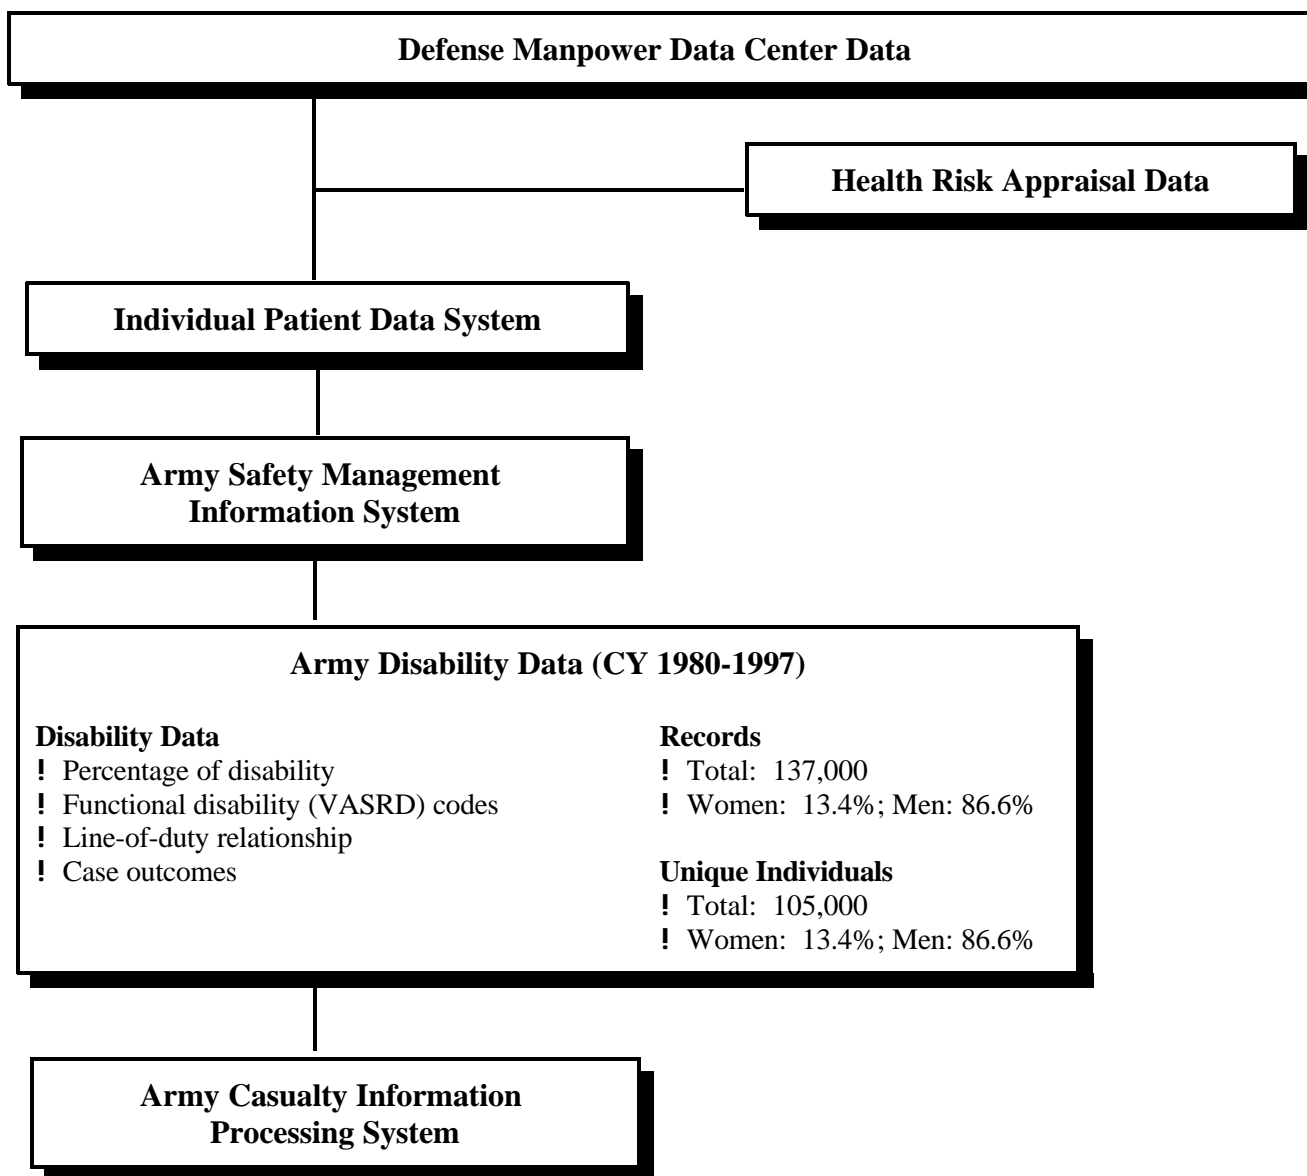 Defense Manpower Data Center Data
Health Risk Appraisal Data
Individual Patient Data System
Army Safety Management
Information System
Army Disability Data (CY 1980-1997)
Disability Data
! Percentage of disability
! Functional disability (VASRD) codes
! Line-of-duty relationship
! Case outcomes
Records
! Total: 137,000
! Women: 13.4%; Men: 86.6%
Unique Individuals
! Total: 105,000
! Women: 13.4%; Men: 86.6%
Army Casualty Information
Processing System